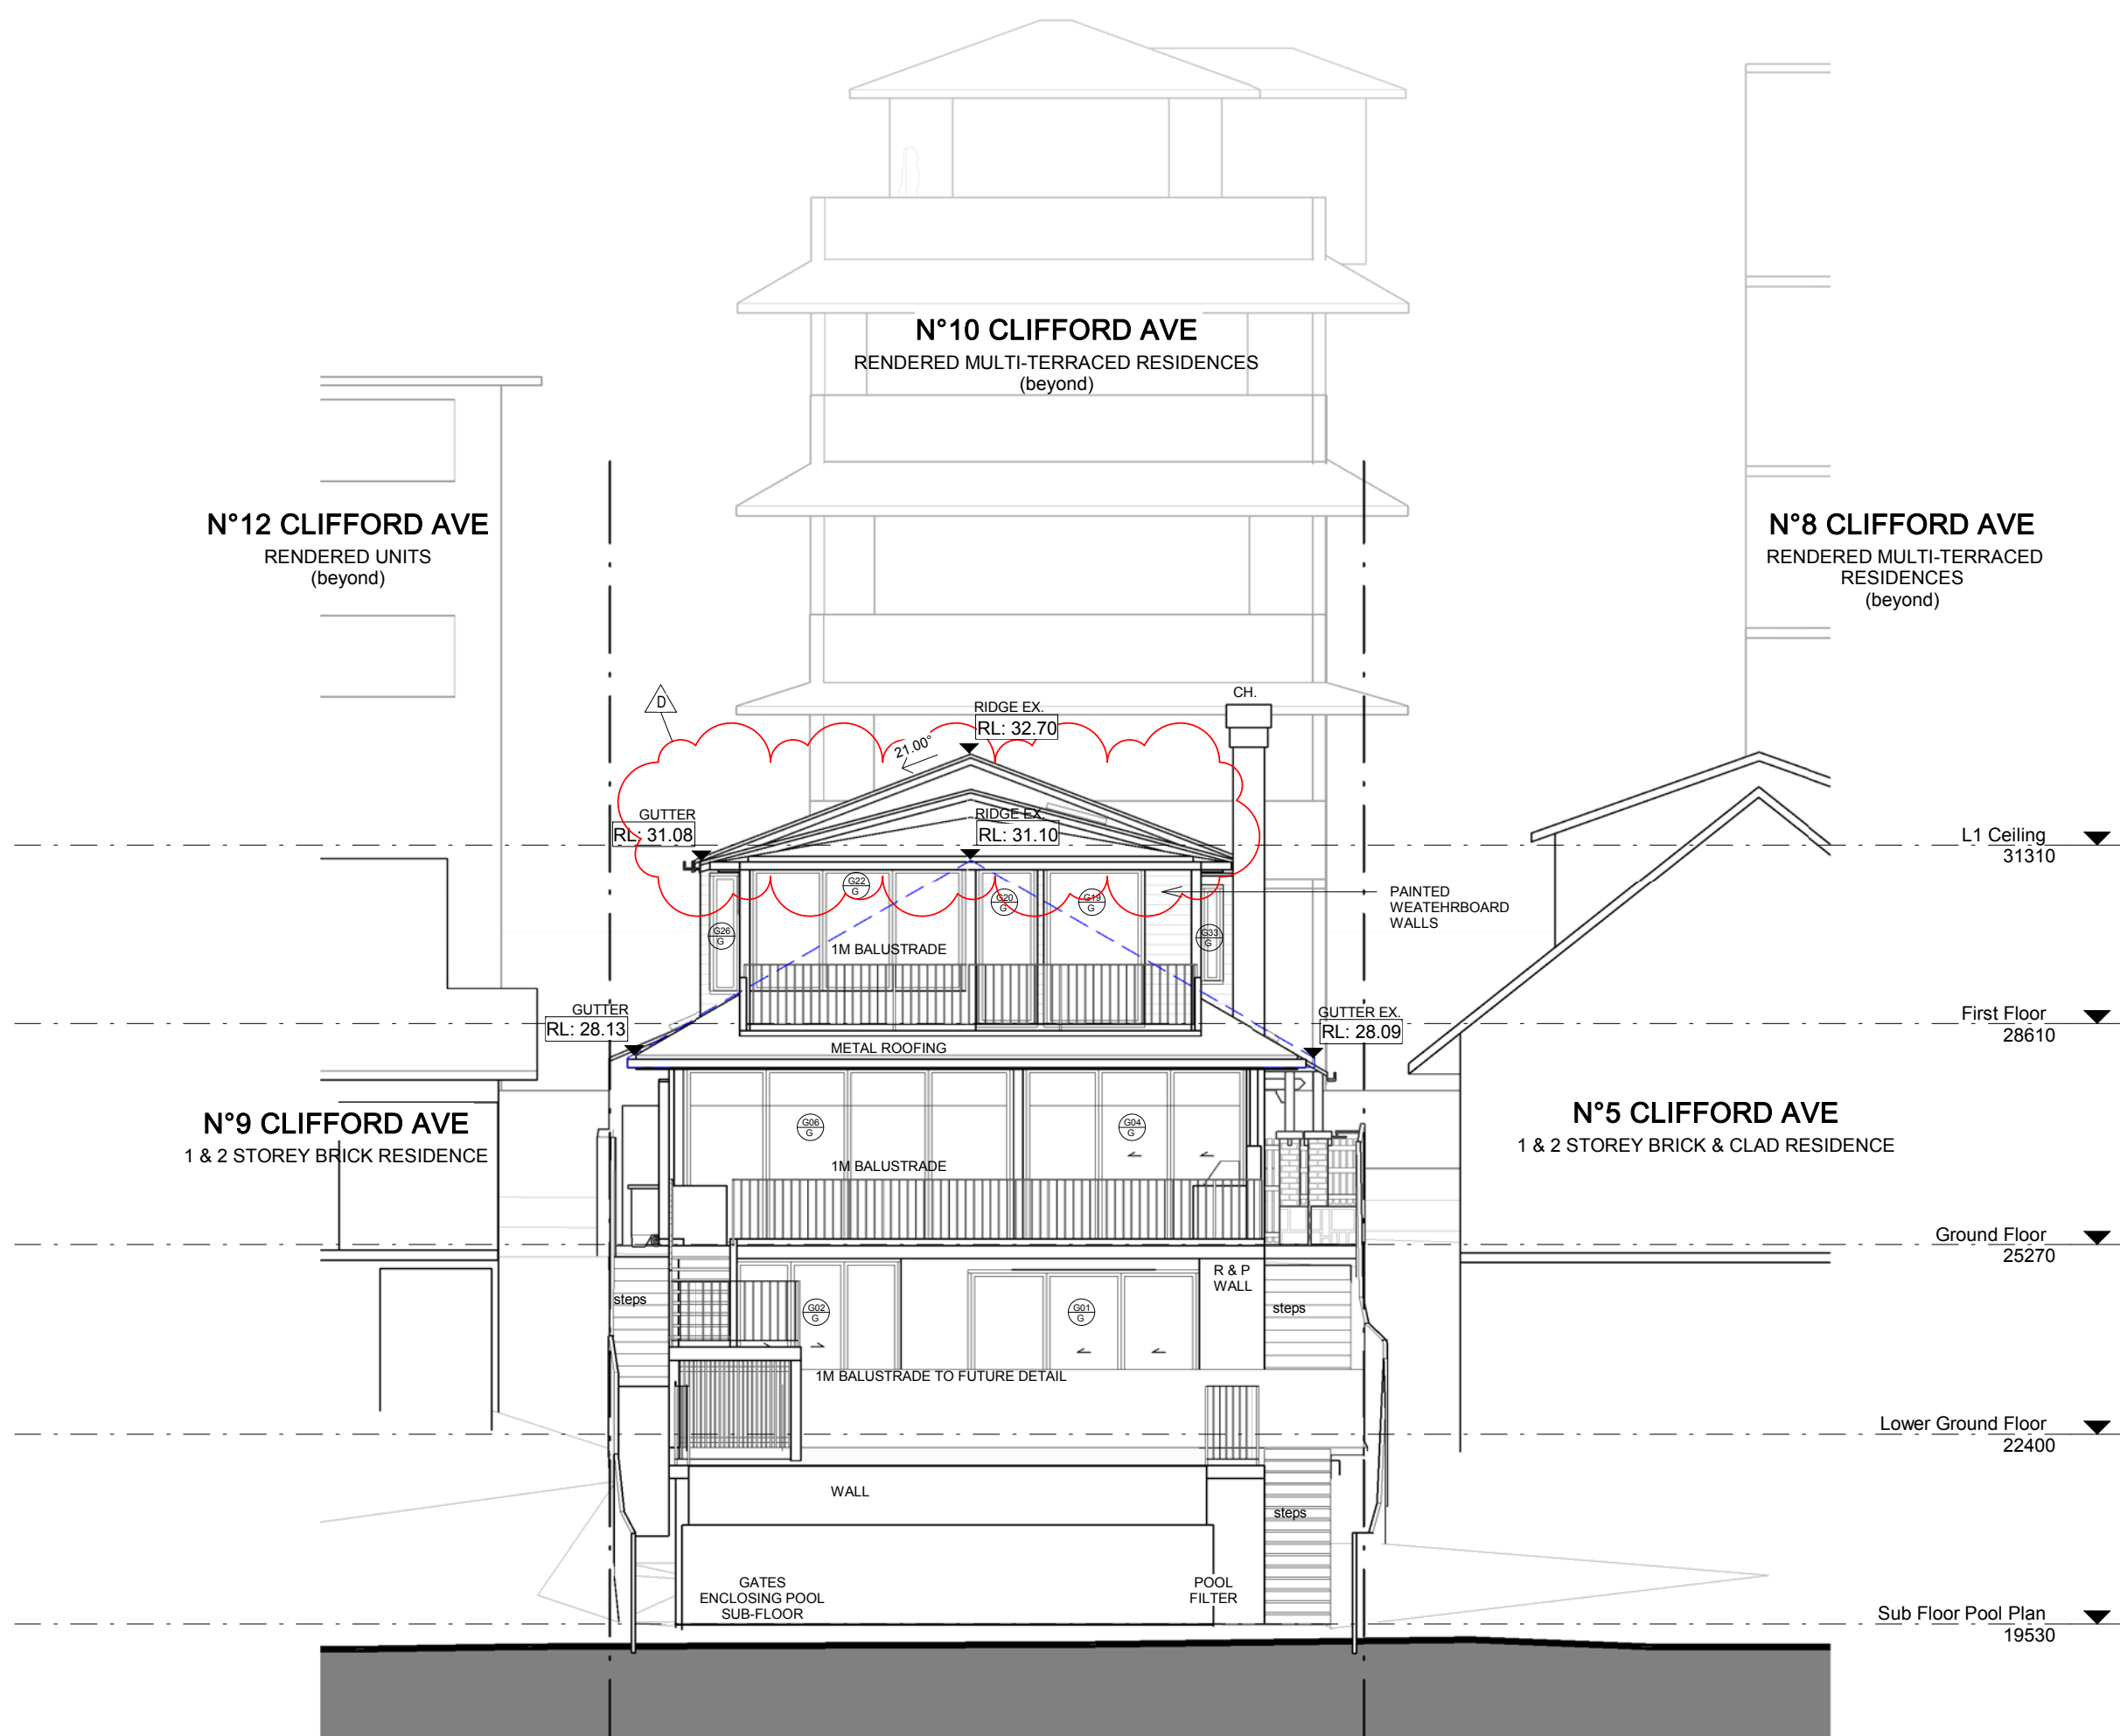 N°10 CLIFFORD AVE
RENDERED MULTI-TERRACED RESIDENCES
(beyond)
N°12 CLIFFORD AVE
RENDERED UNITS
(beyond)
N°8 CLIFFORD AVE
RENDERED MULTI-TERRACED
RESIDENCES
(beyond)
D
CH.
RIDGE EX.
RL: 32.70
21.00°
GUTTER
RL: 31.08
RIDGE EX.
RL: 31.10
L1 Ceiling
31310
G22
G
G20
G
G19
G
PAINTED
WEATEHRBOARD
WALLS
G26
G
G33
G
1M BALUSTRADE
GUTTER
RL: 28.13
GUTTER EX.
RL: 28.09
First Floor
28610
METAL ROOFING
N°9 CLIFFORD AVE
1 & 2 STOREY BRICK RESIDENCE
G06
G
G04
G
N°5 CLIFFORD AVE
1 & 2 STOREY BRICK & CLAD RESIDENCE
1M BALUSTRADE
Ground Floor
25270
R & P
WALL
steps
G02
G
G01
G
steps
1M BALUSTRADE TO FUTURE DETAIL
Lower Ground Floor
22400
WALL
steps
GATES
ENCLOSING POOL
SUB-FLOOR
POOL
FILTER
Sub Floor Pool Plan
19530